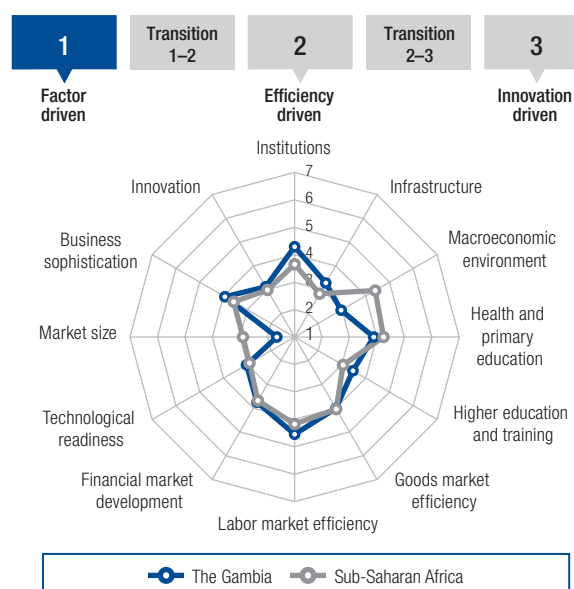 1
Transition
1–2
2
Transition
2–3
3
Factor
driven
Efficiency
driven
Innovation
driven
Institutions
7
Innovation
Infrastructure
6
5
Business
sophistication
Macroeconomic
environment
4
3
2
Market size
1
Health and
primary
education
Technological
readiness
Higher education
and training
Financial market
development
Goods market
efficiency
Labor market efficiency
The Gambia
Sub-Saharan Africa